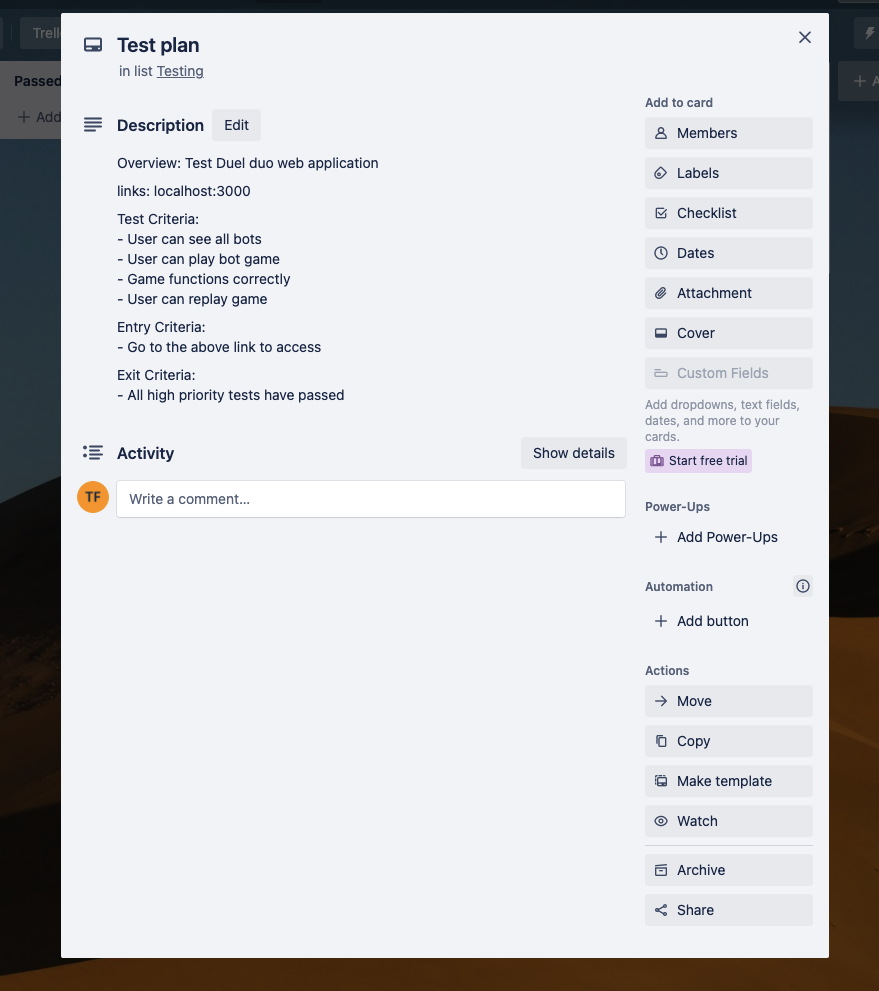 Trell
Passed
Add
A
Test plan
in list Testing
Description
Edit
Overview: Test Duel duo web application
links: localhost:3000
Test Criteria:
- User can see all bots
- User can play bot game
- Game functions correctly
- User can replay game
Entry Criteria:
- Go to the above link to access
Exit Criteria:
- All high priority tests have passed
Activity
Show details
TF
Write a comment…
Add to card
Members
Labels
Checklist
Dates
Attachment
Cover
Custom Fields
Add dropdowns, text fields,
dates, and more to your
cards.
Start free trial
Power-Ups
Add Power-Ups
Automation
Add button
Actions
Move
Copy
Make template
Watch
Archive
Share